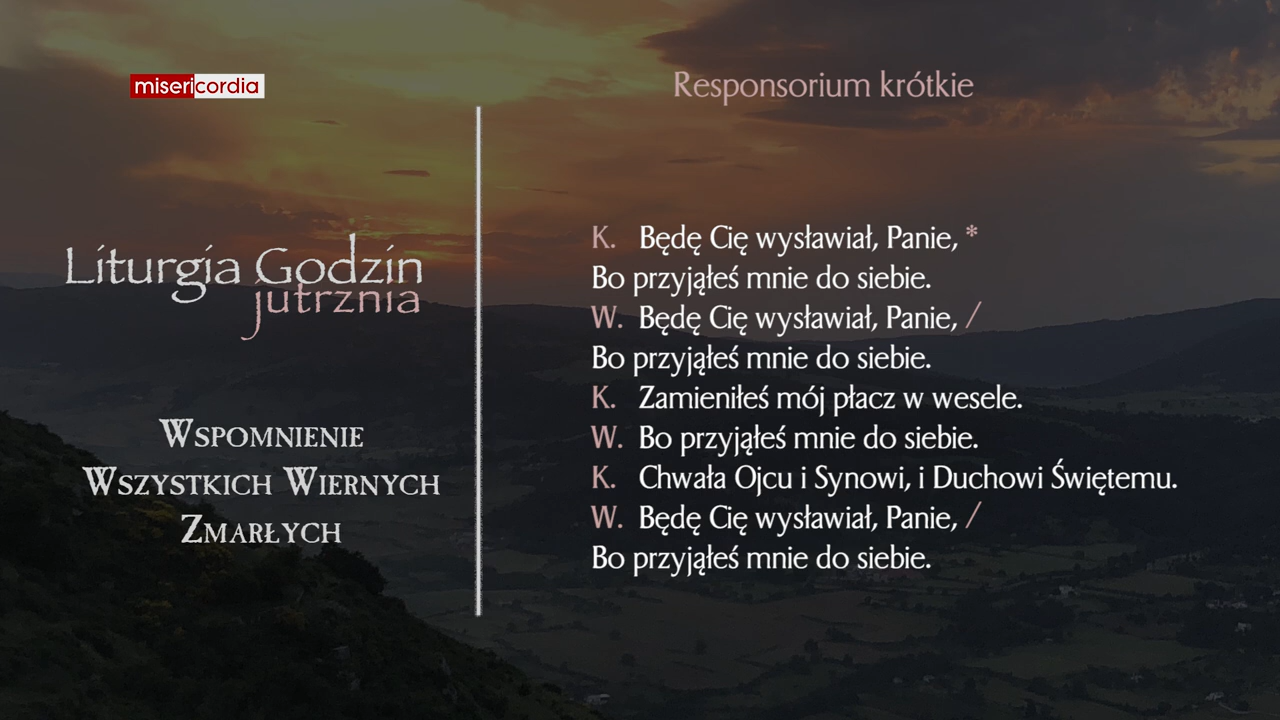 misericordia
Liturgia Godzin
jutrznia
Wspomnienie
Wszystkich Wiernych
Zmarłych
Responsorium krótkie
K. Będę Cię wysławiał, Panie, *
Bo przyjąłeś mnie do siebie.
W. Będę Cię wysławiał, Panie, /
Bo przyjąłeś mnie do siebie.
K. Zamieniłeś mój płacz w wesele.
W. Bo przyjąłeś mnie do siebie.
K. Chwała Ojcu i Synowi, i Duchowi Świętemu.
W. Będę Cię wysławiał, Panie, /
Bo przyjąłeś mnie do siebie.